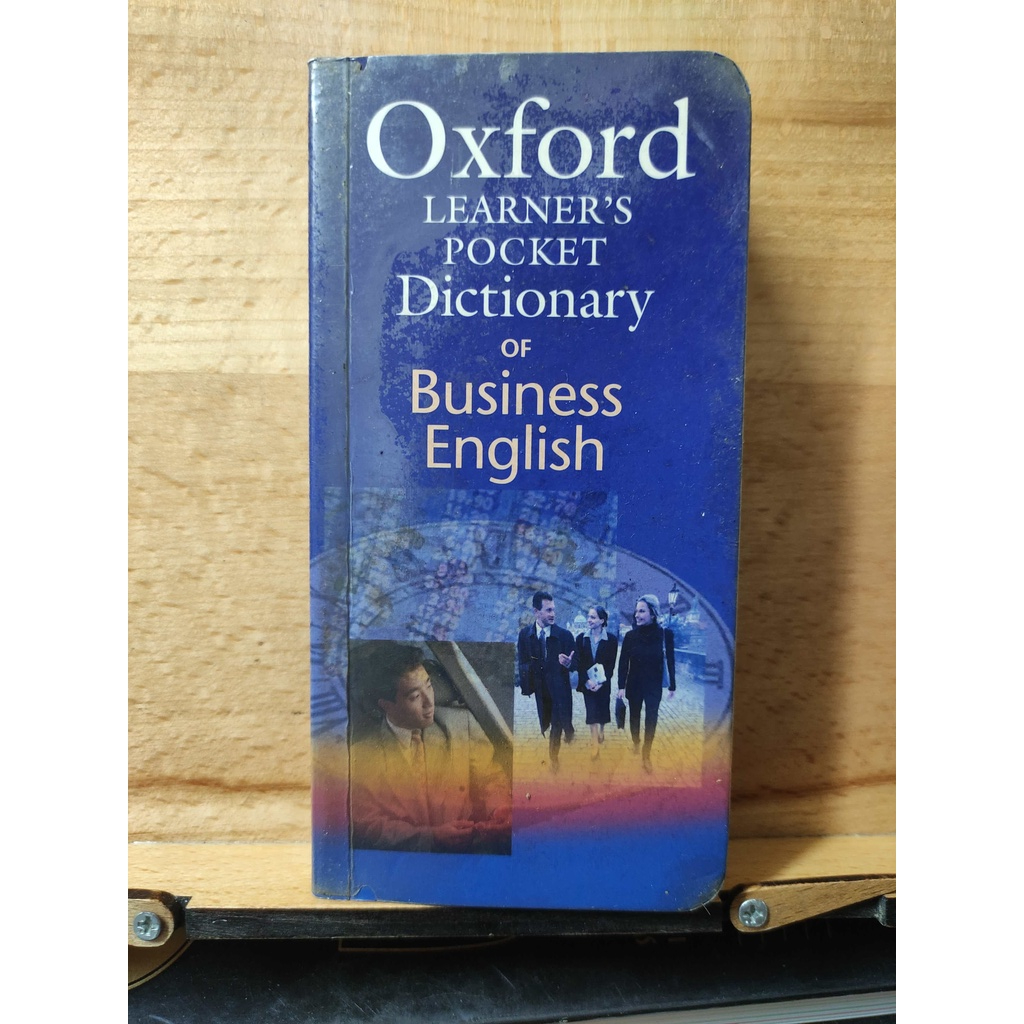 Oxford
LEARNER'S
POCKET
Dictionary
OF
Business
English